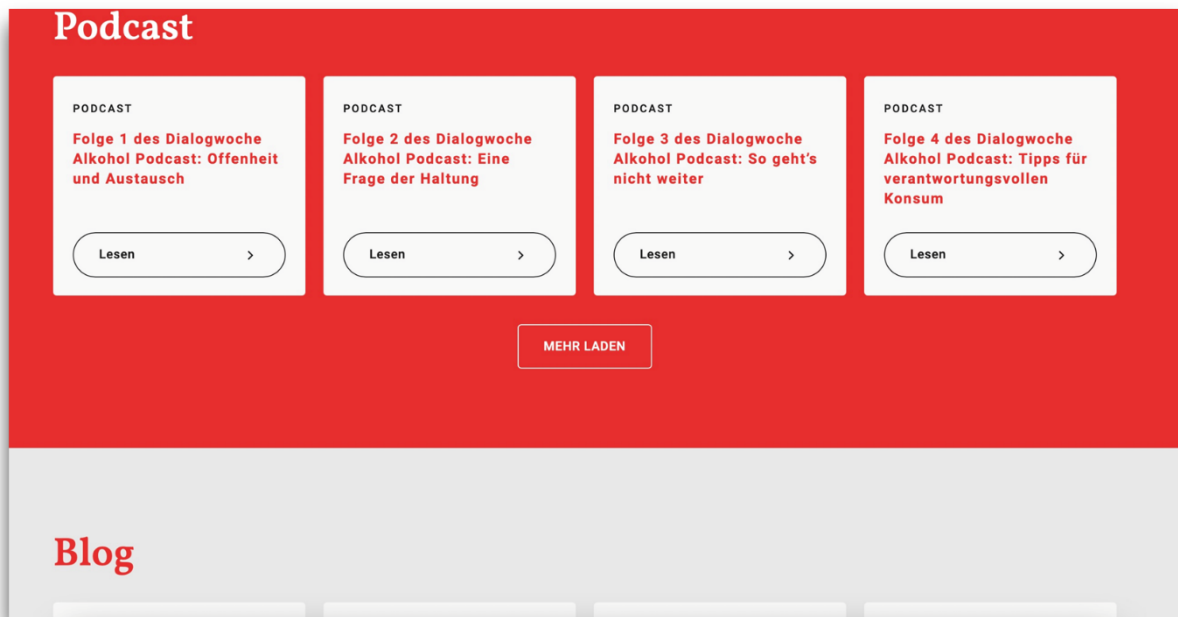 Podcast
PODCAST
Folge 1 des Dialogwoche
Alkohol Podcast: Offenheit
und Austausch
Lesen
PODCAST
Folge 2 des Dialogwoche
Alkohol Podcast: Eine
Frage der Haltung
Lesen
PODCAST
Folge 3 des Dialogwoche
Alkohol Podcast: So geht’s
nicht weiter
Lesen
PODCAST
Folge 4 des Dialogwoche
Alkohol Podcast: Tipps für
verantwortungsvollen
Konsum
Lesen
MEHR LADEN
Blog